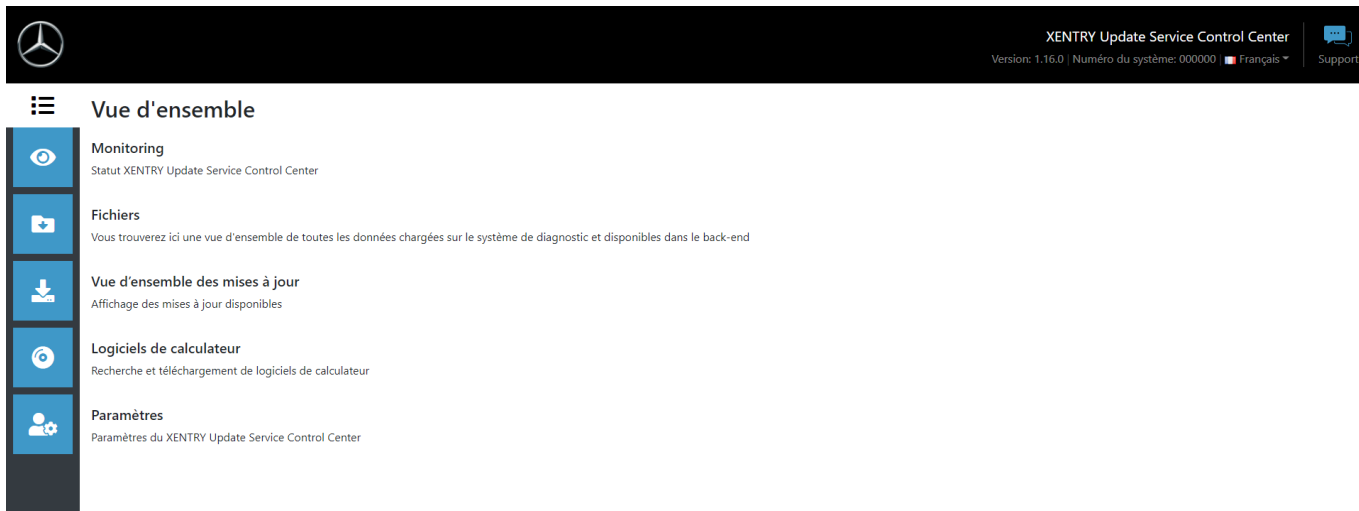 XENTRY Update Service Control Center
Version: 1.16.0 | Numéro du système: 000000 | Français
Support
Vue d'ensemble
Monitoring
Statut XENTRY Update Service Control Center
Fichiers
Vous trouverez ici une vue d'ensemble de toutes les données chargées sur le système de diagnostic et disponibles dans le back-end
Vue d’ensemble des mises à jour
Affichage des mises à jour disponibles
Logiciels de calculateur
Recherche et téléchargement de logiciels de calculateur
Paramètres
Paramètres du XENTRY Update Service Control Center